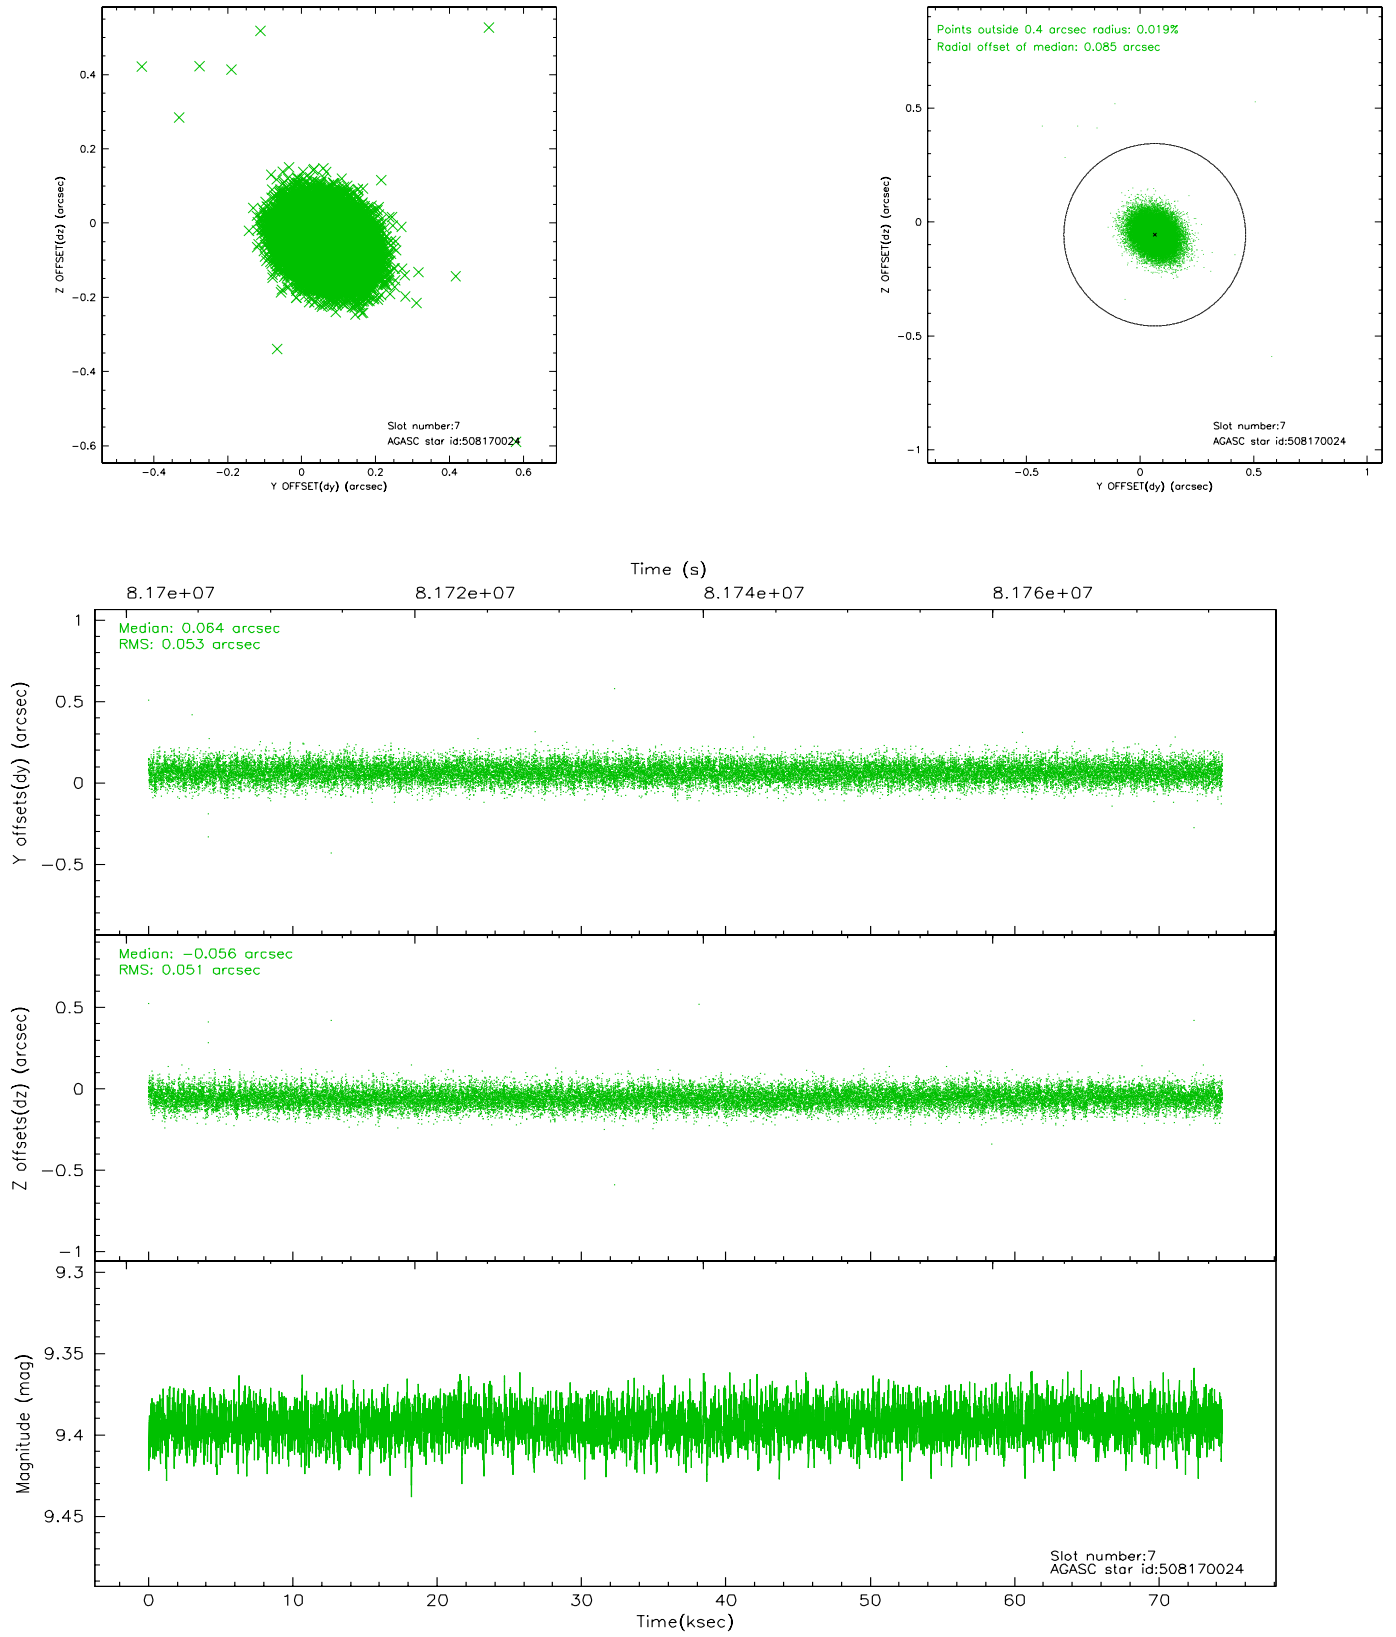 0.4
0.2
0
−0.2
−0.4
−0.6
Z OFFSET(dz) (arcsec)
Slot number:7
AGASC star id:508170024
−0.4
−0.2
0
0.2
0.4
0.6
Y OFFSET(dy) (arcsec)
Points outside 0.4 arcsec radius: 0.019%
Radial offset of median: 0.085 arcsec
0.5
0
−0.5
−1
Z OFFSET(dz) (arcsec)
Slot number:7
AGASC star id:508170024
−0.5
0
0.5
1
Y OFFSET(dy) (arcsec)
Time (s)
8.17e+07
8.172e+07
8.174e+07
8.176e+07
Median: 0.064 arcsec
RMS: 0.053 arcsec
1
0.5
0
−0.5
Y offsets(dy) (arcsec)
Median: −0.056 arcsec
RMS: 0.051 arcsec
0.5
0
−0.5
−1
Z offsets(dz) (arcsec)
9.3
9.35
9.4
9.45
Magnitude (mag)
Slot number:7
AGASC star id:508170024
0
10
20
30
40
50
60
70
Time(ksec)